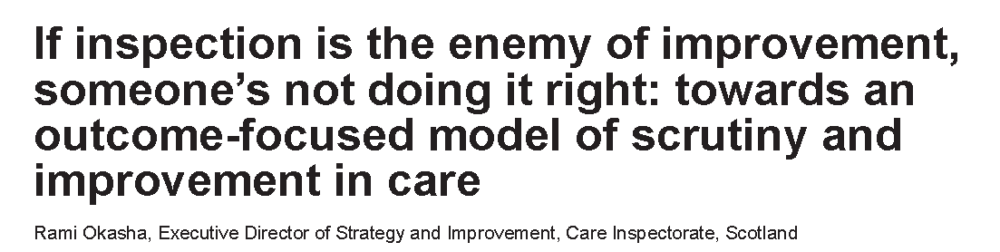 If inspection is the enemy of improvement,
someone’s not doing it right: towards an
outcome-focused model of scrutiny and
improvement in care
Rami Okasha, Executive Director of Strategy and Improvement, Care Inspectorate, Scotland